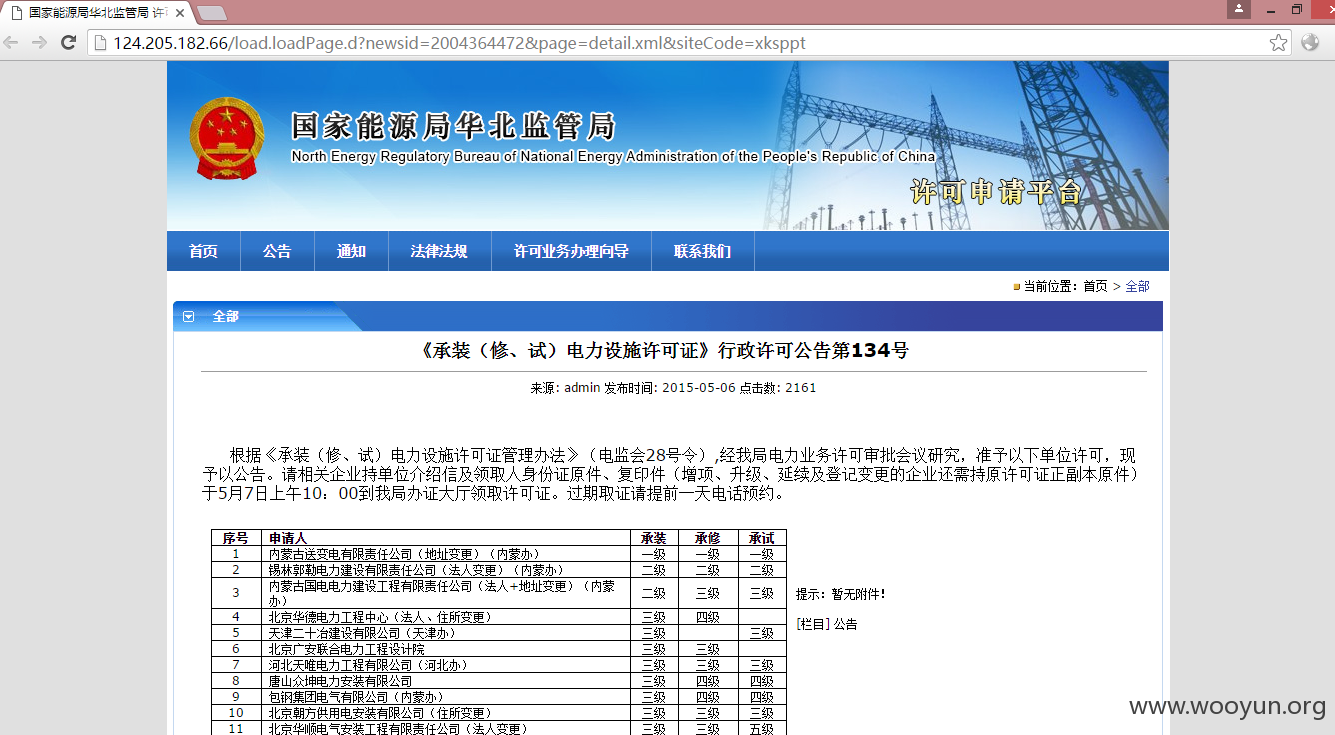 国家能源局华北监管局 许可
124.205.182.66/load.loadPage.d?newsid=2004364472&page=detail.xml&siteCode=xksppt
国家能源局华北监管局
North Energy Regulatory Bureau of National Energy Administration of the People's Republic of China
许可申请平台
首页 公告 通知 法律法规 许可业务办理向导 联系我们
当前位置：首页 > 全部
全部
《承装（修、试）电力设施许可证》行政许可公告第134号
来源: admin 发布时间: 2015-05-06 点击数: 2161
根据《承装（修、试）电力设施许可证管理办法》（电监会28号令）,经我局电力业务许可审批会议研究，准予以下单位许可，现
予以公告。请相关企业持单位介绍信及领取人身份证原件、复印件（增项、升级、延续及登记变更的企业还需持原许可证正副本原件）
于5月7日上午10：00到我局办证大厅领取许可证。过期取证请提前一天电话预约。
序号 申请人 承装 承修 承试
1 内蒙古送变电有限责任公司（地址变更）（内蒙办） 一级 一级 一级
2 锡林郭勒电力建设有限责任公司（法人变更）（内蒙办） 二级 二级 二级
3 内蒙古国电电力建设工程有限责任公司（法人+地址变更）（内蒙
办） 二级 三级 三级
提示：暂无附件！
4 北京华德电力工程中心（法人、住所变更） 三级 四级
[栏目] 公告
5 天津二十冶建设有限公司（天津办） 三级 三级
6 北京广安联合电力工程设计院 三级 三级
7 河北天唯电力工程有限公司（河北办） 三级 三级 三级
8 唐山众坤电力安装有限公司 三级 四级 四级
9 包钢集团电气有限公司（内蒙办） 三级 四级 四级
10 北京朝方供用电安装有限公司（住所变更） 三级 三级 三级
11 北京华顺电气安装工程有限责任公司（法人变更） 三级 三级 五级
www.wooyun.org